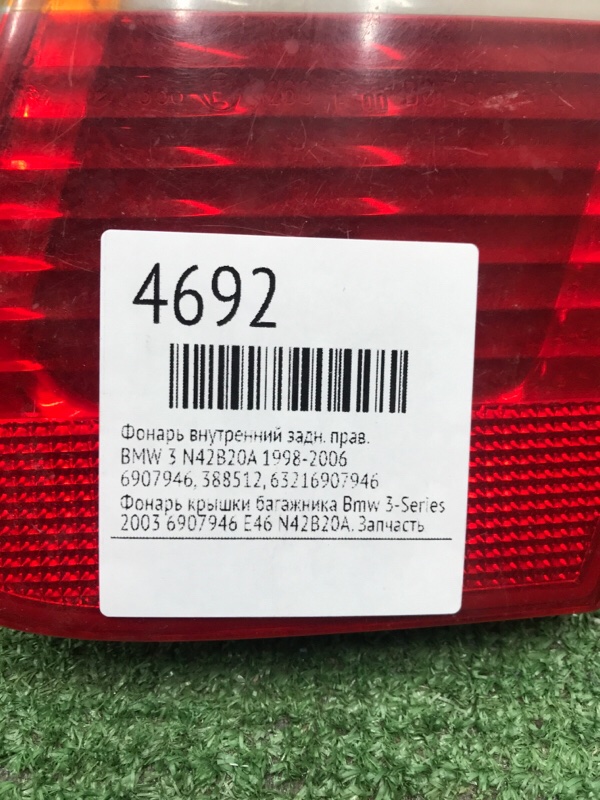 4692
Фонарь внутренний задн. прав.
BMW 3 N42B20A 1998-2006
6907946, 388512, 63216907946
Фонарь крышки багажника Bmw 3-Series
2003 6907946 E46 N42B20A. Запчасть